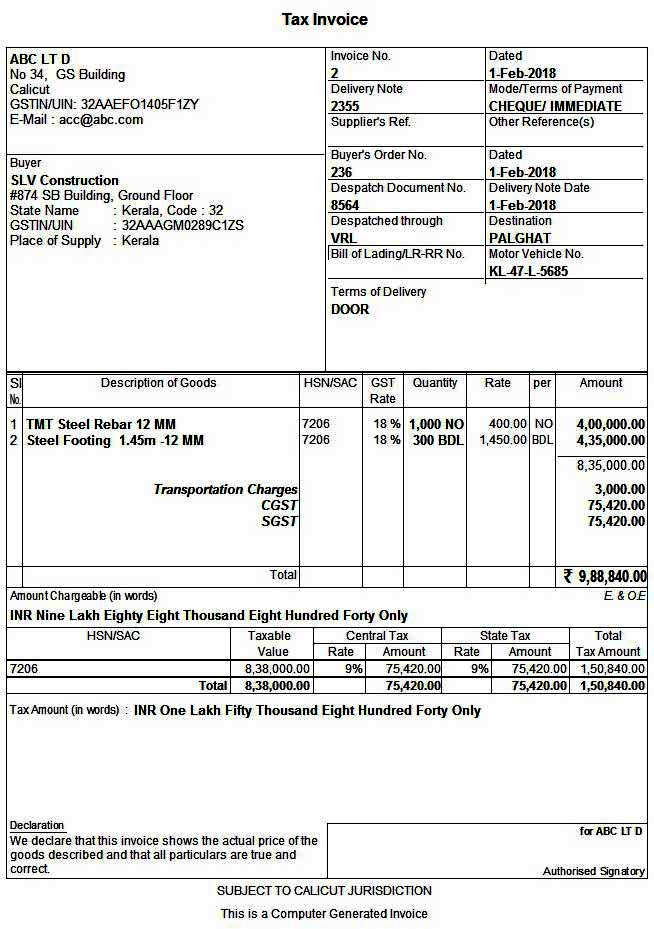 Tax Invoice
ABC LT D
No 34, GS Building
Calicut
GSTIN/UIN: 32AAEFO1405F1ZY
E-Mail : acc@abc.com
Invoice No.
2
Dated
1-Feb-2018
Delivery Note
2355
Mode/Terms of Payment
CHEQUE/ IMMEDIATE
Supplier's Ref.
Other Reference(s)
Buyer
SLV Construction
#874 SB Building, Ground Floor
State Name : Kerala, Code : 32
GSTIN/UIN : 32AAAGM0289C1ZS
Place of Supply : Kerala
Buyer's Order No.
236
Dated
1-Feb-2018
Despatch Document No.
8564
Delivery Note Date
1-Feb-2018
Despatched through
VRL
Destination
PALGHAT
Bill of Lading/LR-RR No.
Motor Vehicle No.
KL-47-L-5685
Terms of Delivery
DOOR
Sl No. Description of Goods HSN/SAC GST Rate Quantity Rate per Amount
1 TMT Steel Rebar 12 MM 7206 18 % 1,000 NO 400.00 NO 4,00,000.00
2 Steel Footing 1.45m -12 MM 7206 18 % 300 BDL 1,450.00 BDL 4,35,000.00
8,35,000.00
Transportation Charges 3,000.00
CGST 75,420.00
SGST 75,420.00
Total ₹ 9,88,840.00
Amount Chargeable (in words) E. & O.E
INR Nine Lakh Eighty Eight Thousand Eight Hundred Forty Only
HSN/SAC Taxable Value Central Tax State Tax Total Tax Amount
Rate Amount Rate Amount
7206 8,38,000.00 9% 75,420.00 9% 75,420.00 1,50,840.00
Total 8,38,000.00 75,420.00 75,420.00 1,50,840.00
Tax Amount (in words) : INR One Lakh Fifty Thousand Eight Hundred Forty Only
Declaration
We declare that this invoice shows the actual price of the
goods described and that all particulars are true and
correct.
for ABC LT D
Authorised Signatory
SUBJECT TO CALICUT JURISDICTION
This is a Computer Generated Invoice